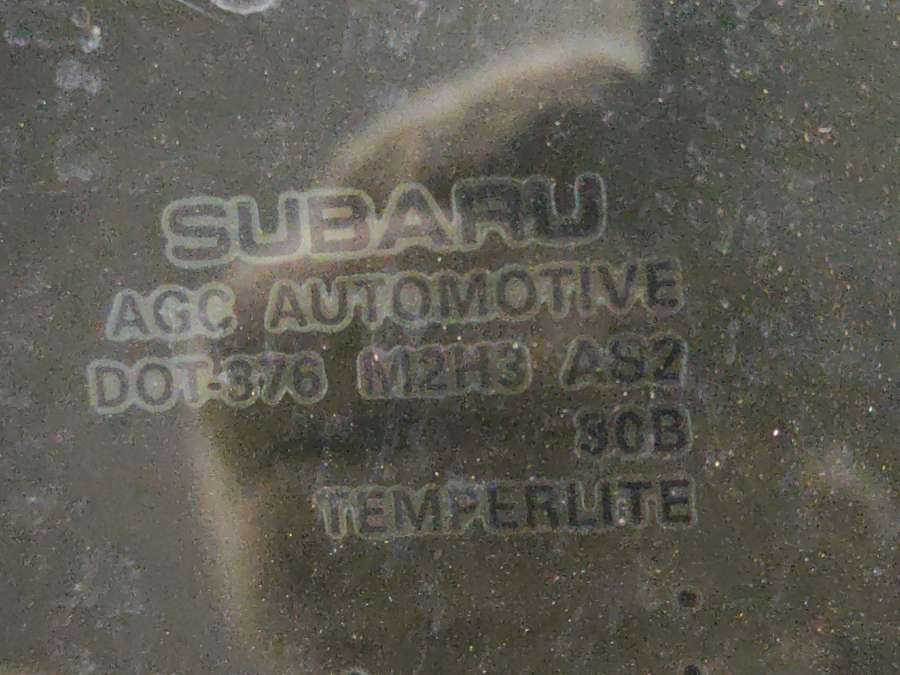 SUBARU
AGC AUTOMOTIVE
DOT-376 M2H3 AS2
30B
TEMPERLITE